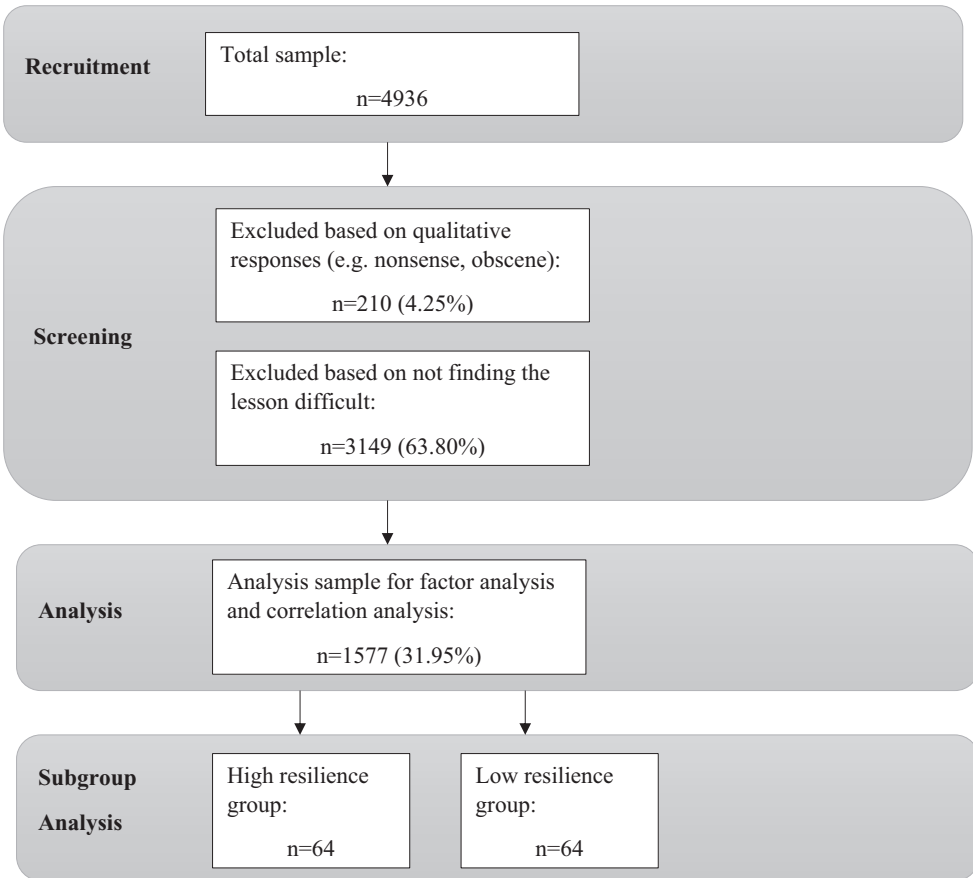 Recruitment
Total sample:
n=4936
Screening
Excluded based on qualitative
responses (e.g. nonsense, obscene):
n=210 (4.25%)
Excluded based on not finding the
lesson difficult:
n=3149 (63.80%)
Analysis
Analysis sample for factor analysis
and correlation analysis:
n=1577 (31.95%)
Subgroup
Analysis
High resilience
group:
n=64
Low resilience
group:
n=64